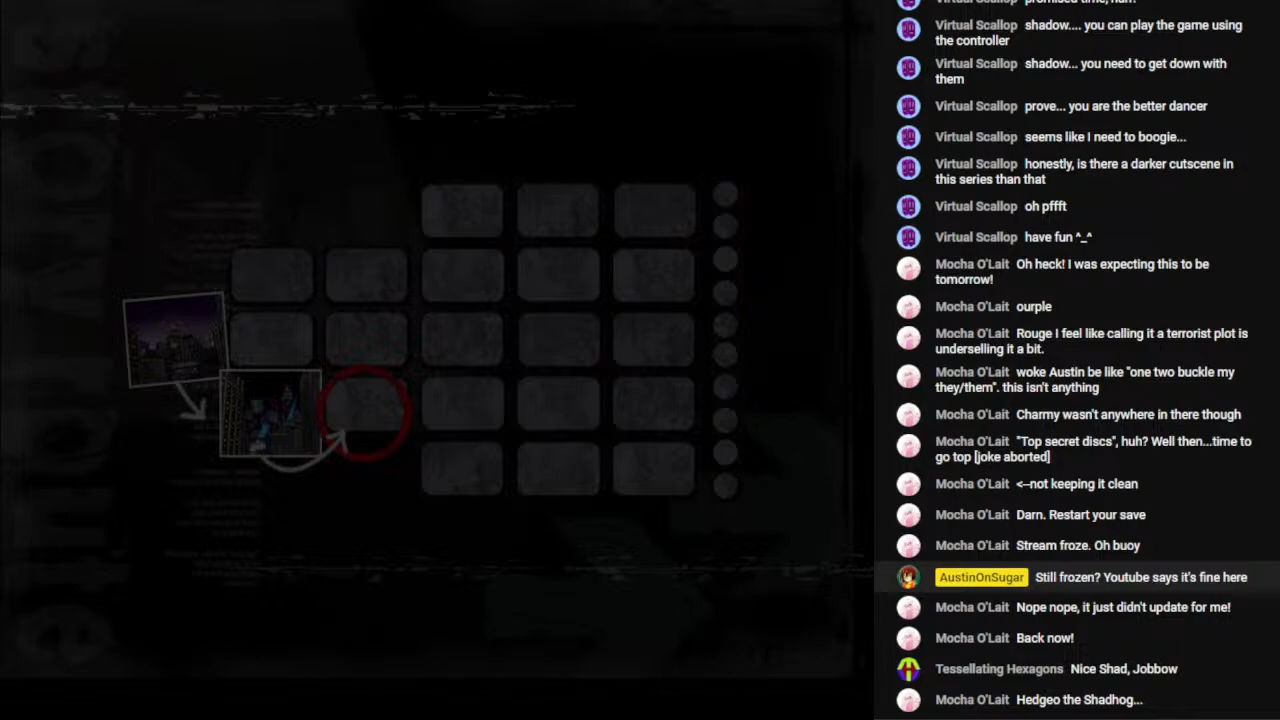 Virtual Scallop promised time, huh?
Virtual Scallop shadow.... you can play the game using
the controller
Virtual Scallop shadow... you need to get down with
them
Virtual Scallop prove... you are the better dancer
Virtual Scallop seems like I need to boogie...
Virtual Scallop honestly, is there a darker cutscene in
this series than that
Virtual Scallop oh pffft
Virtual Scallop have fun ^_^
Mocha O'Lait Oh heck! I was expecting this to be
tomorrow!
Mocha O'Lait ourple
Mocha O'Lait Rouge I feel like calling it a terrorist plot is
underselling it a bit.
Mocha O'Lait woke Austin be like "one two buckle my
they/them". this isn't anything
Mocha O'Lait Charmy wasn't anywhere in there though
Mocha O'Lait "Top secret discs", huh? Well then...time to
go top [joke aborted]
Mocha O'Lait <--not keeping it clean
Mocha O'Lait Darn. Restart your save
Mocha O'Lait Stream froze. Oh buoy
AustinOnSugar Still frozen? Youtube says it's fine here
Mocha O'Lait Nope nope, it just didn't update for me!
Mocha O'Lait Back now!
Tessellating Hexagons Nice Shad, Jobbow
Mocha O'Lait Hedgeo the Shadhog...